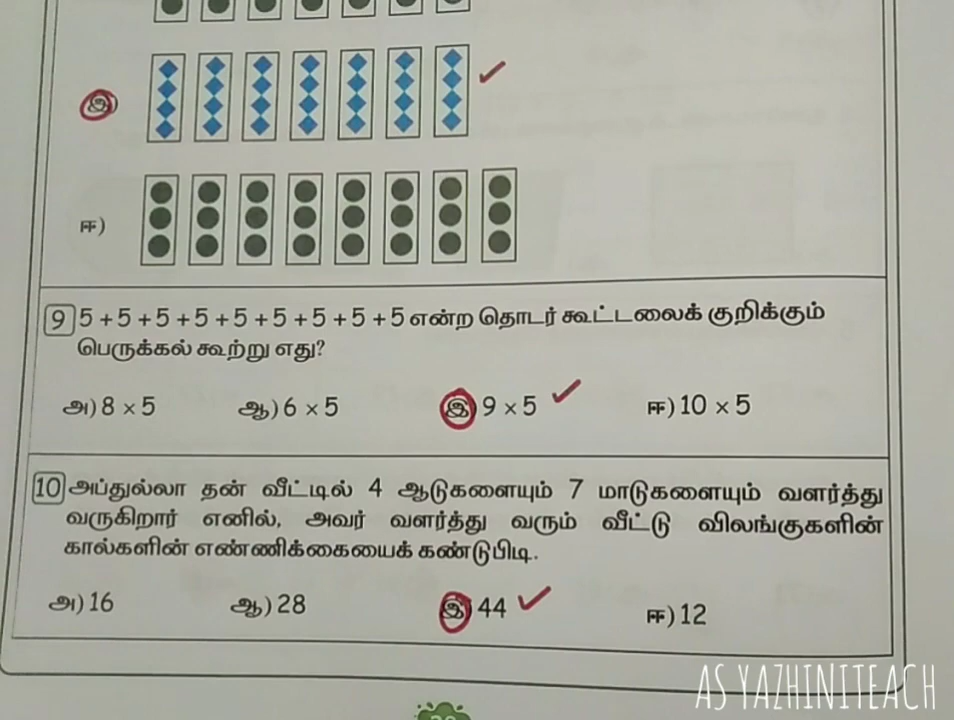 இ)
ஈ)
9 5 + 5 + 5 + 5 + 5 + 5 + 5 + 5 + 5 என்ற தொடர் கூட்டலைக் குறிக்கும்
பெருக்கல் கூற்று எது?
அ) 8 × 5 ஆ) 6 × 5 இ) 9 × 5 ஈ) 10 × 5
10 அப்துல்லா தன் வீட்டில் 4 ஆடுகளையும் 7 மாடுகளையும் வளர்த்து
வருகிறார் எனில், அவர் வளர்த்து வரும் வீட்டு விலங்குகளின்
கால்களின் எண்ணிக்கையைக் கண்டுபிடி.
அ) 16 ஆ) 28 இ) 44 ஈ) 12
AS YAZHINITEACH